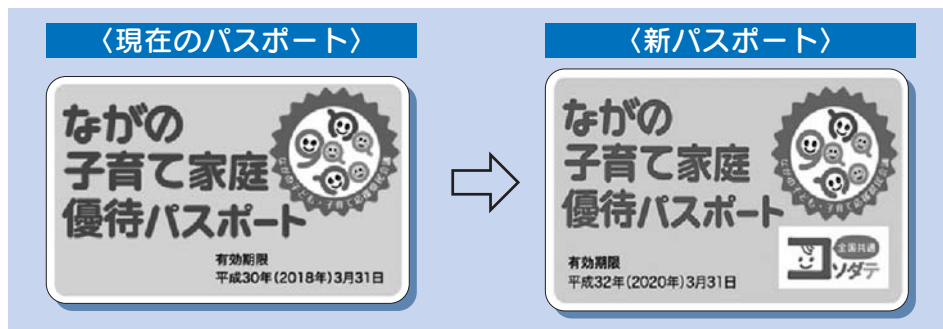 〈現在のパスポート〉
ながの
子育て家庭
優待パスポート
有効期限
平成30年(2018年)3月31日
〈新パスポート〉
ながの
子育て家庭
優待パスポート
有効期限
平成32年(2020年)3月31日
全国共通
コソダテ